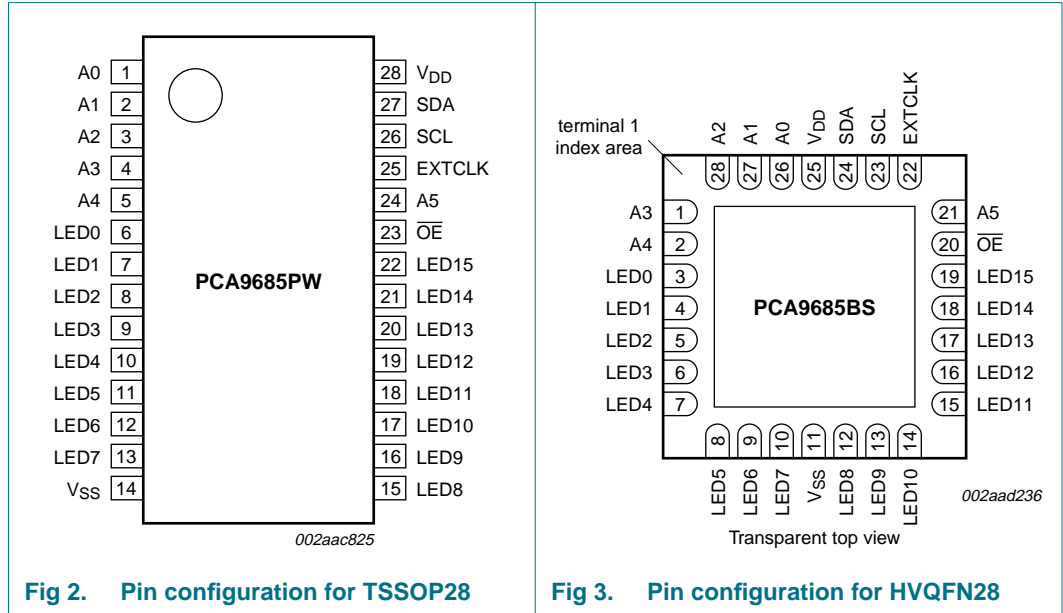 A0 1
A1 2
A2 3
A3 4
A4 5
LED0 6
LED1 7
LED2 8
LED3 9
LED4 10
LED5 11
LED6 12
LED7 13
VSS 14
PCA9685PW
28 VDD
27 SDA
26 SCL
25 EXTCLK
24 A5
23 O̅E̅
22 LED15
21 LED14
20 LED13
19 LED12
18 LED11
17 LED10
16 LED9
15 LED8
002aac825
Fig 2. Pin configuration for TSSOP28
terminal 1
index area
A2 A1 A0 VDD SDA SCL EXTCLK
28 27 26 25 24 23 22
A3 1
A4 2
LED0 3
LED1 4
LED2 5
LED3 6
LED4 7
PCA9685BS
21 A5
20 O̅E̅
19 LED15
18 LED14
17 LED13
16 LED12
15 LED11
8 9 10 11 12 13 14
LED5 LED6 LED7 VSS LED8 LED9 LED10
002aad236
Transparent top view
Fig 3. Pin configuration for HVQFN28